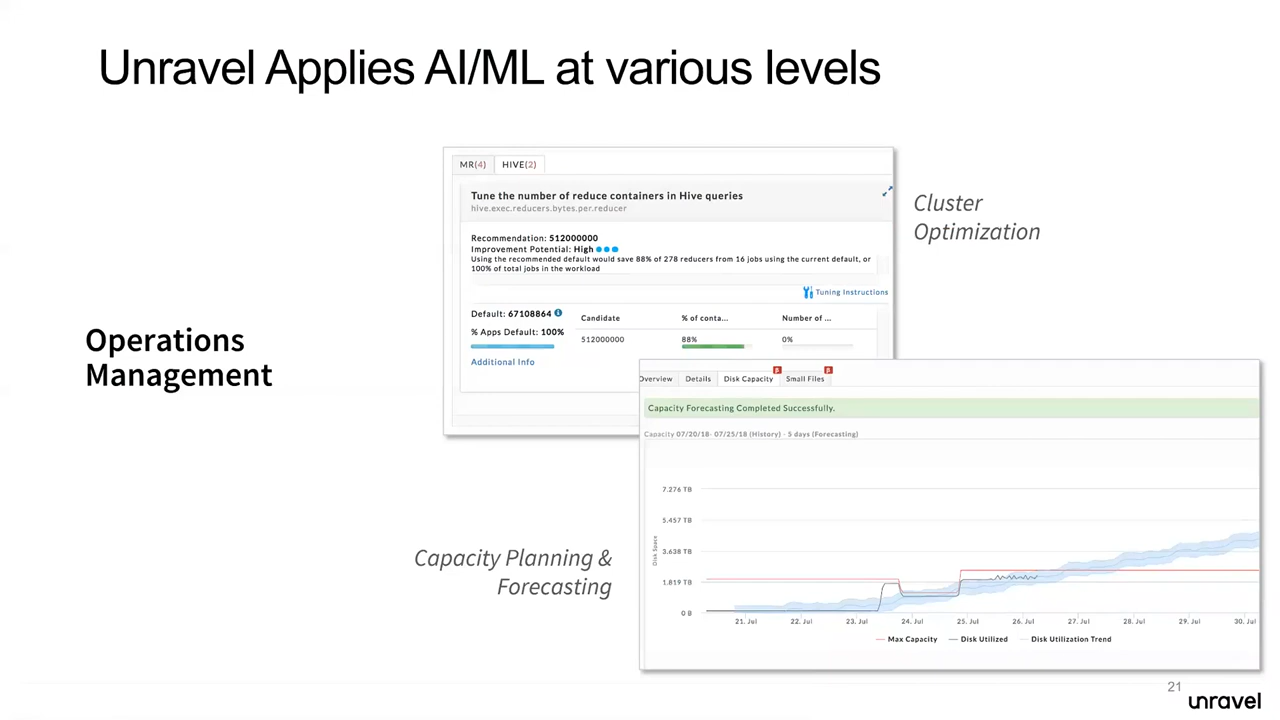 Unravel Applies AI/ML at various levels
MR(4) HIVE(2)
Tune the number of reduce containers in Hive queries
hive.exec.reducers.bytes.per.reducer
Recommendation: 512000000
Improvement Potential: High
Using the recommended default would save 88% of 278 reducers from 16 jobs using the current default, or
100% of total jobs in the workload
Tuning Instructions
Default: 67108864
% Apps Default: 100%
Additional Info
Candidate % of conta... Number of ...
512000000 88% 0%
Cluster
Optimization
Operations
Management
Capacity Planning &
Forecasting
Overview Details Disk Capacity β Small Files β
Capacity Forecasting Completed Successfully.
Capacity 07/20/18- 07/25/18 (History) - 5 days (Forecasting)
Disk Space
7.276 TB
5.457 TB
3.638 TB
1.819 TB
0 B
21. Jul 22. Jul 23. Jul 24. Jul 25. Jul 26. Jul 27. Jul 28. Jul 29. Jul 30. Jul
Max Capacity Disk Utilized Disk Utilization Trend
21
unravel